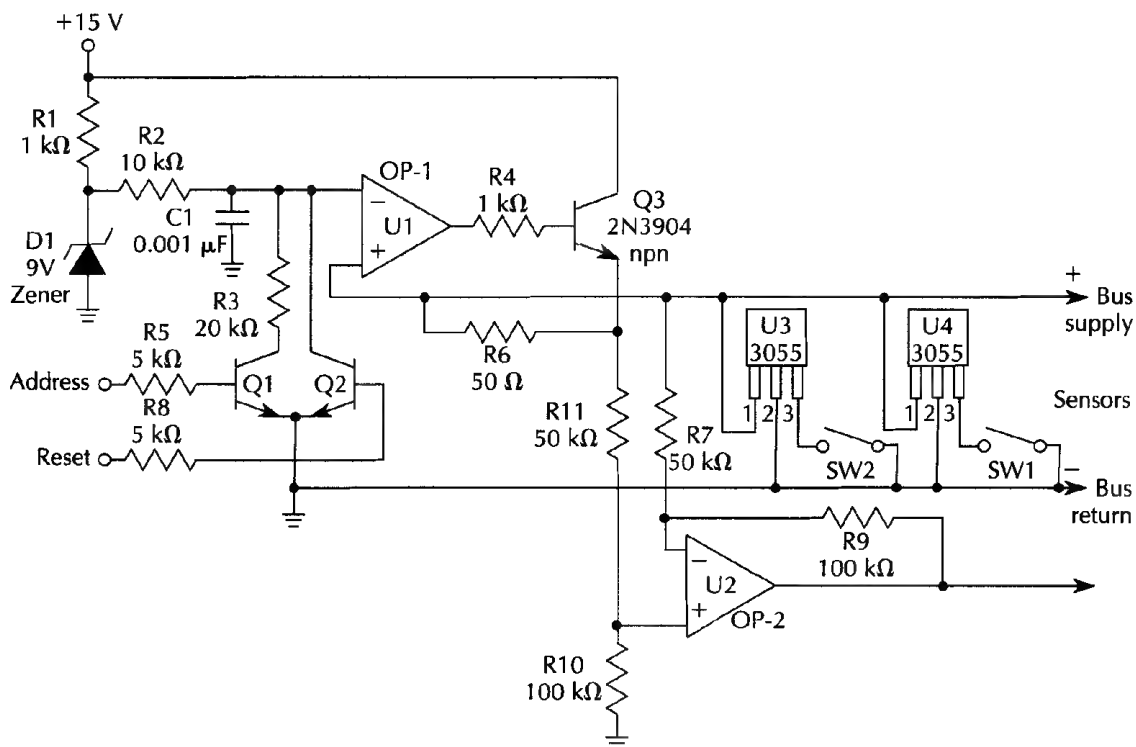 +15 V
R1
1 kΩ
R2
10 kΩ
OP-1
−
U1
+
R4
1 kΩ
Q3
2N3904
npn
C1
0.001 µF
D1
9V
Zener
R3
20 kΩ
+
Bus
supply
U3
3055
U4
3055
R6
50 Ω
R5
5 kΩ
Address
Q1
Q2
1
2
3
1
2
3
Sensors
R8
5 kΩ
Reset
R11
50 kΩ
R7
50 kΩ
SW2
SW1
−
Bus
return
R9
100 kΩ
−
U2
+
OP-2
R10
100 kΩ